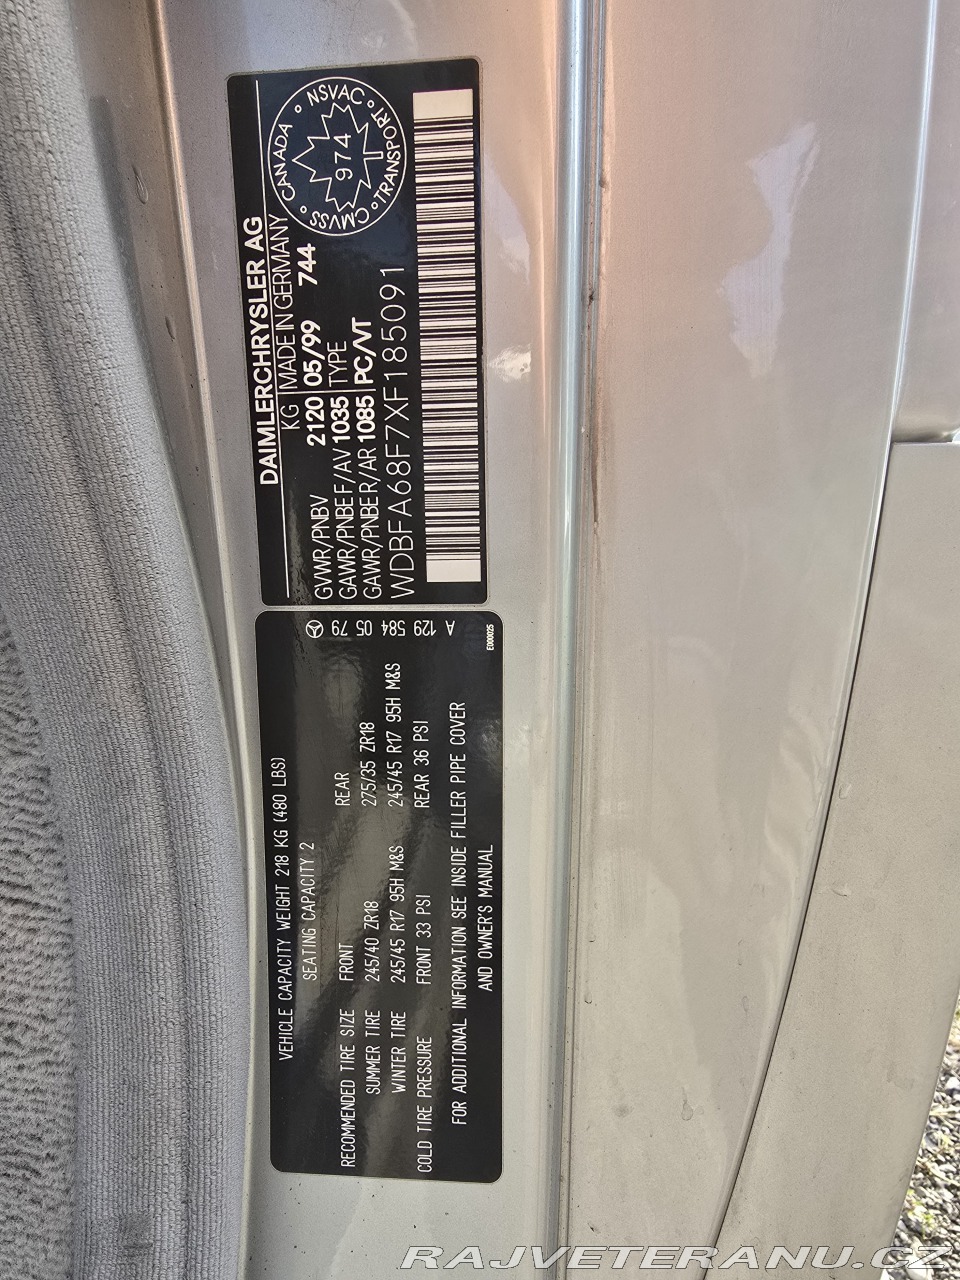 DAIMLERCHRYSLER AG
KG MADE IN GERMANY
GVWR/PNBV 2120 05/99 744
GAWR/PNBE F/AV 1035 TYPE
GAWR/PNBE R/AR 1085 PC/VT
WDBFA68F7XF185091
CANADA • NSVAC • TRANSPORT • CMVSS •
974
A 129 584 05 79
E000025
VEHICLE CAPACITY WEIGHT 218 KG (480 LBS)
SEATING CAPACITY 2
RECOMMENDED TIRE SIZE FRONT REAR
SUMMER TIRE 245/40 ZR18 275/35 ZR18
WINTER TIRE 245/45 R17 95H M&S 245/45 R17 95H M&S
COLD TIRE PRESSURE FRONT 33 PSI REAR 36 PSI
FOR ADDITIONAL INFORMATION SEE INSIDE FILLER PIPE COVER
AND OWNER'S MANUAL
RAJVETERANU.CZ